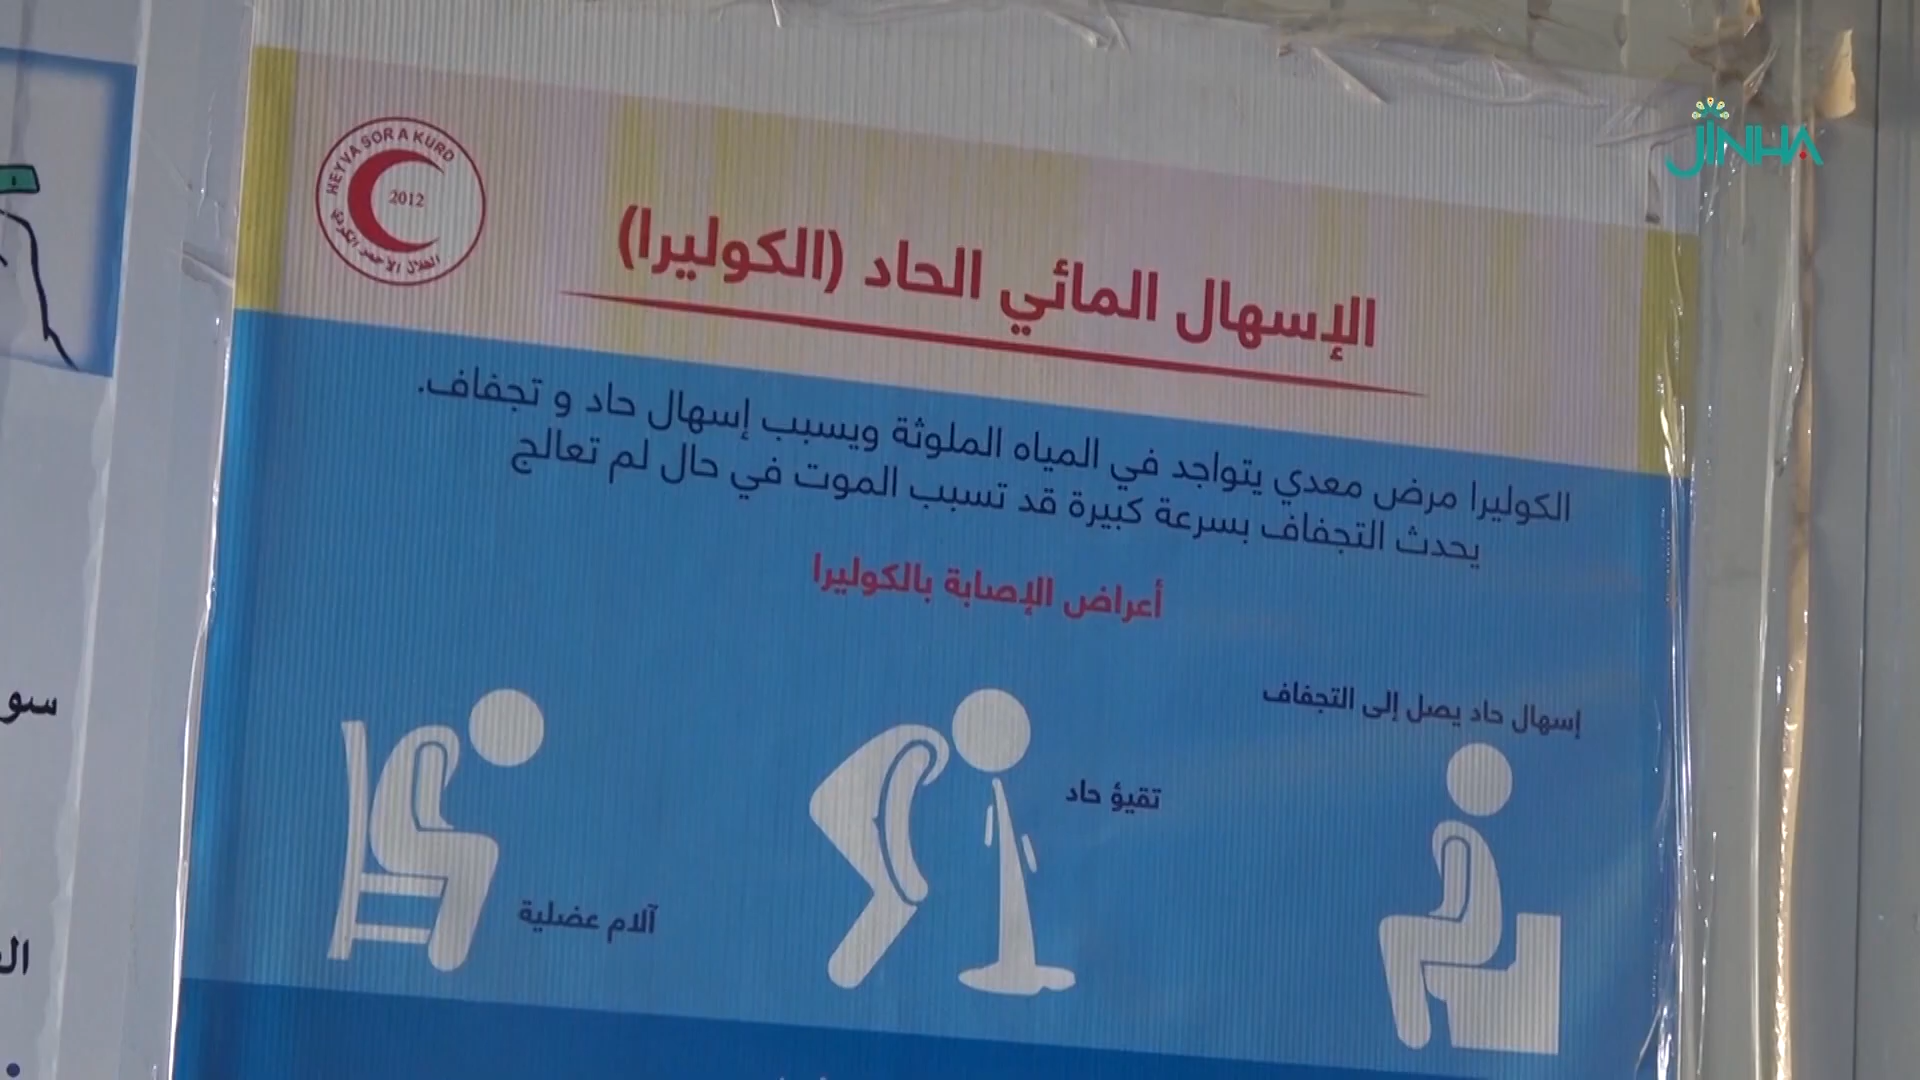 JINHA
HEYVA SOR A KURD
2012
الهلال الأحمر الكردي
الإسهال المائي الحاد (الكوليرا)
الكوليرا مرض معدي يتواجد في المياه الملوثة ويسبب إسهال حاد و تجفاف.
يحدث التجفاف بسرعة كبيرة قد تسبب الموت في حال لم تعالج
أعراض الإصابة بالكوليرا
إسهال حاد يصل إلى التجفاف
تقيؤ حاد
آلام عضلية